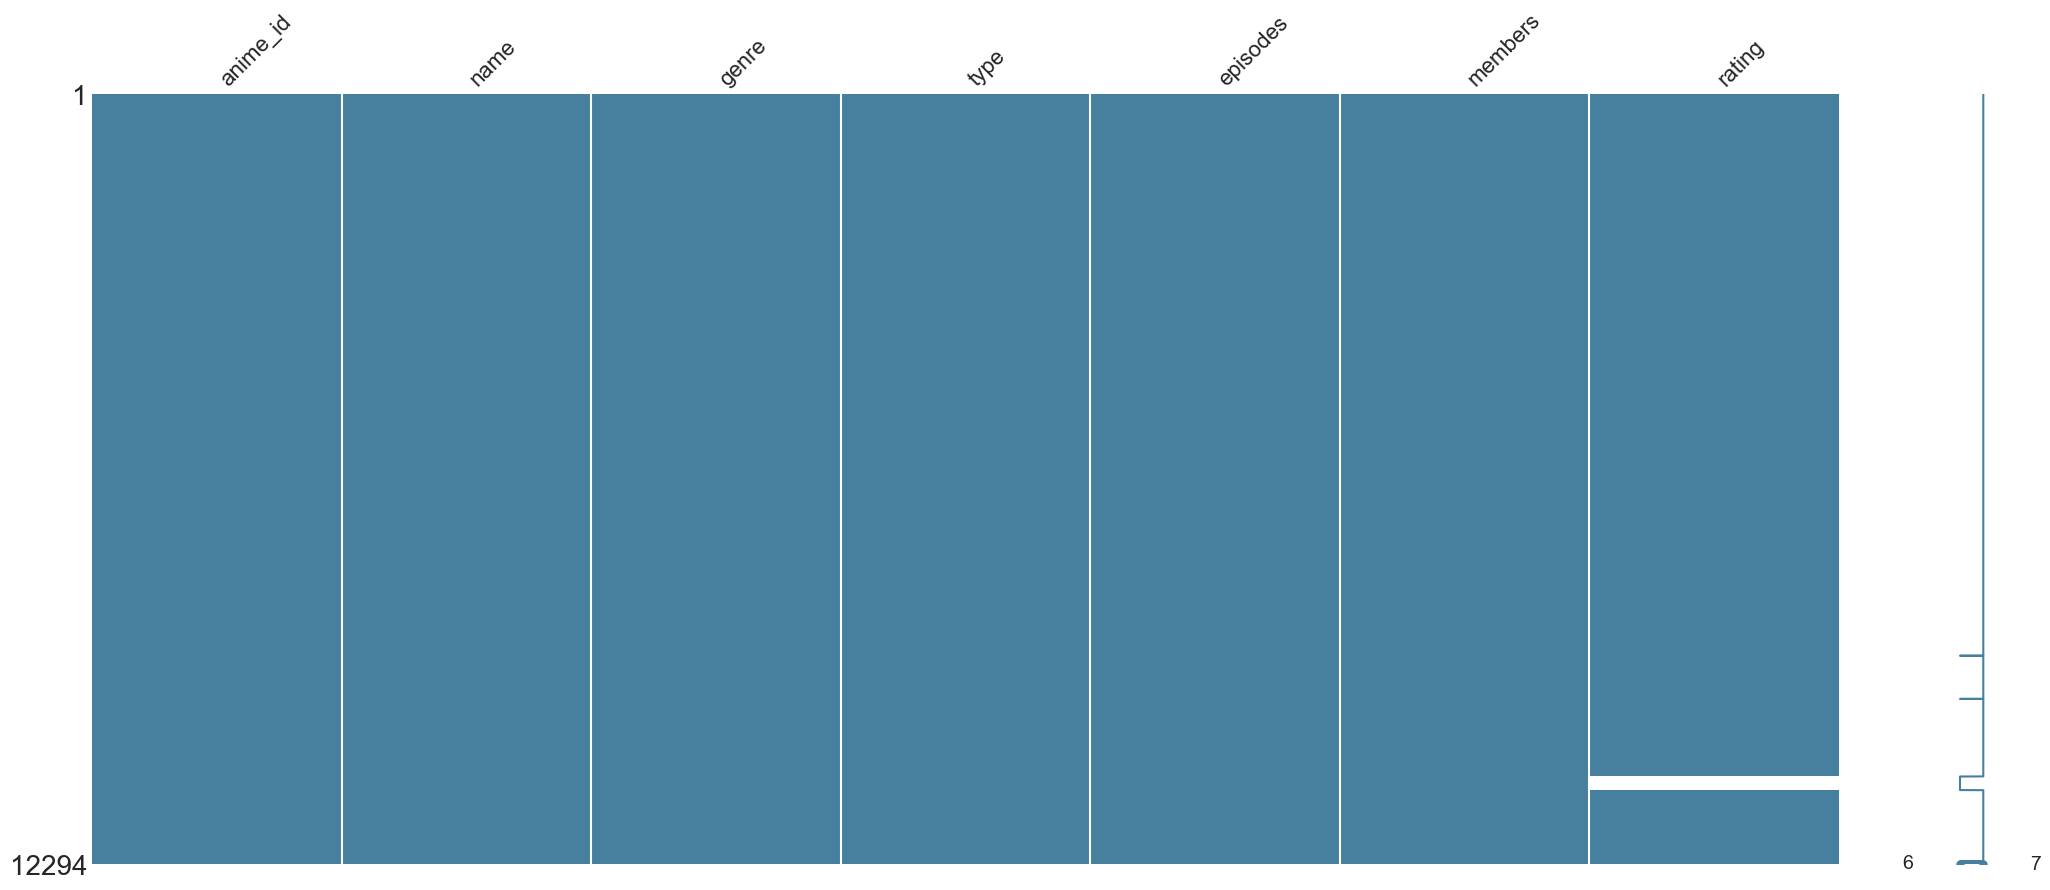 anime_id name genre type episodes members rating
1
12294
6 7